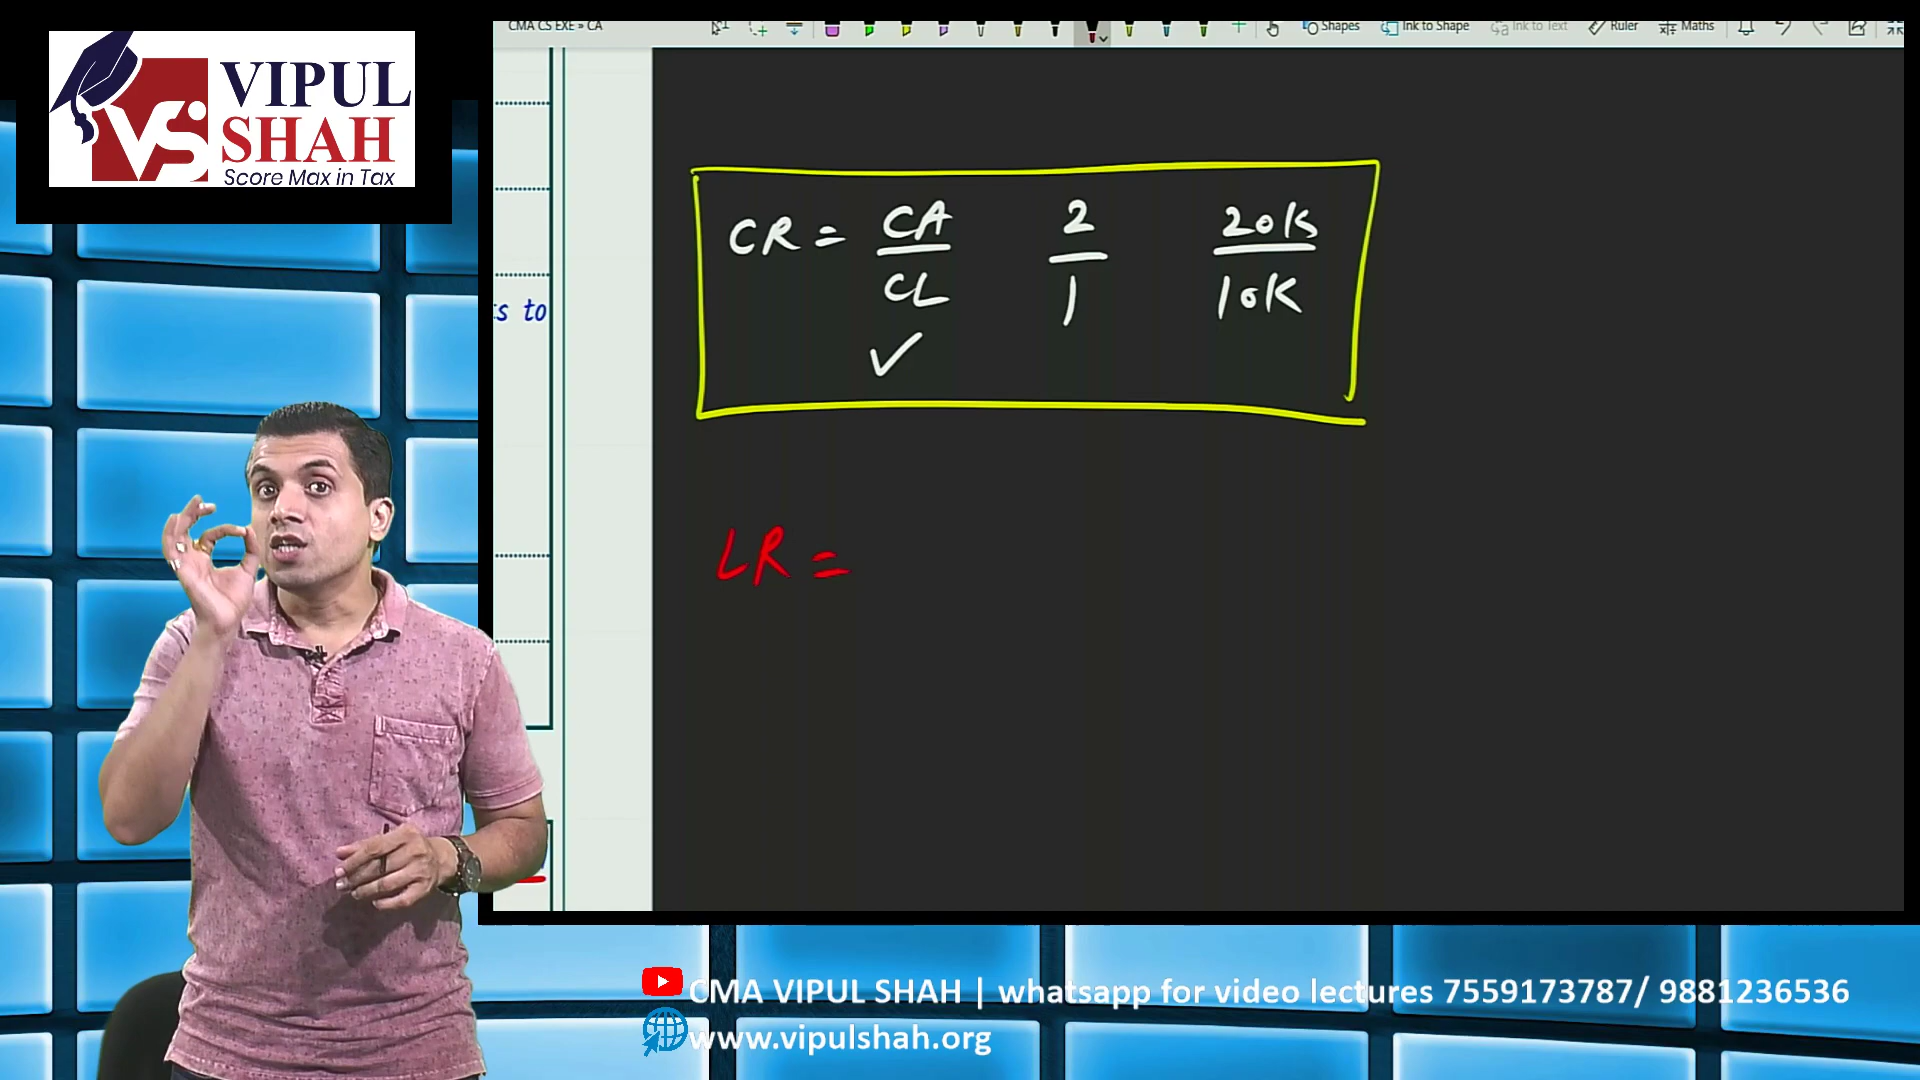 VIPUL
SHAH
Score Max in Tax
CMA CS EXE » CA
Shapes
Ink to Shape
Ink to Text
Ruler
Maths
s to
CR = CA 2 20K
CL 1 10K
✓
LR =
CMA VIPUL SHAH | whatsapp for video lectures 7559173787/ 9881236536
www.vipulshah.org